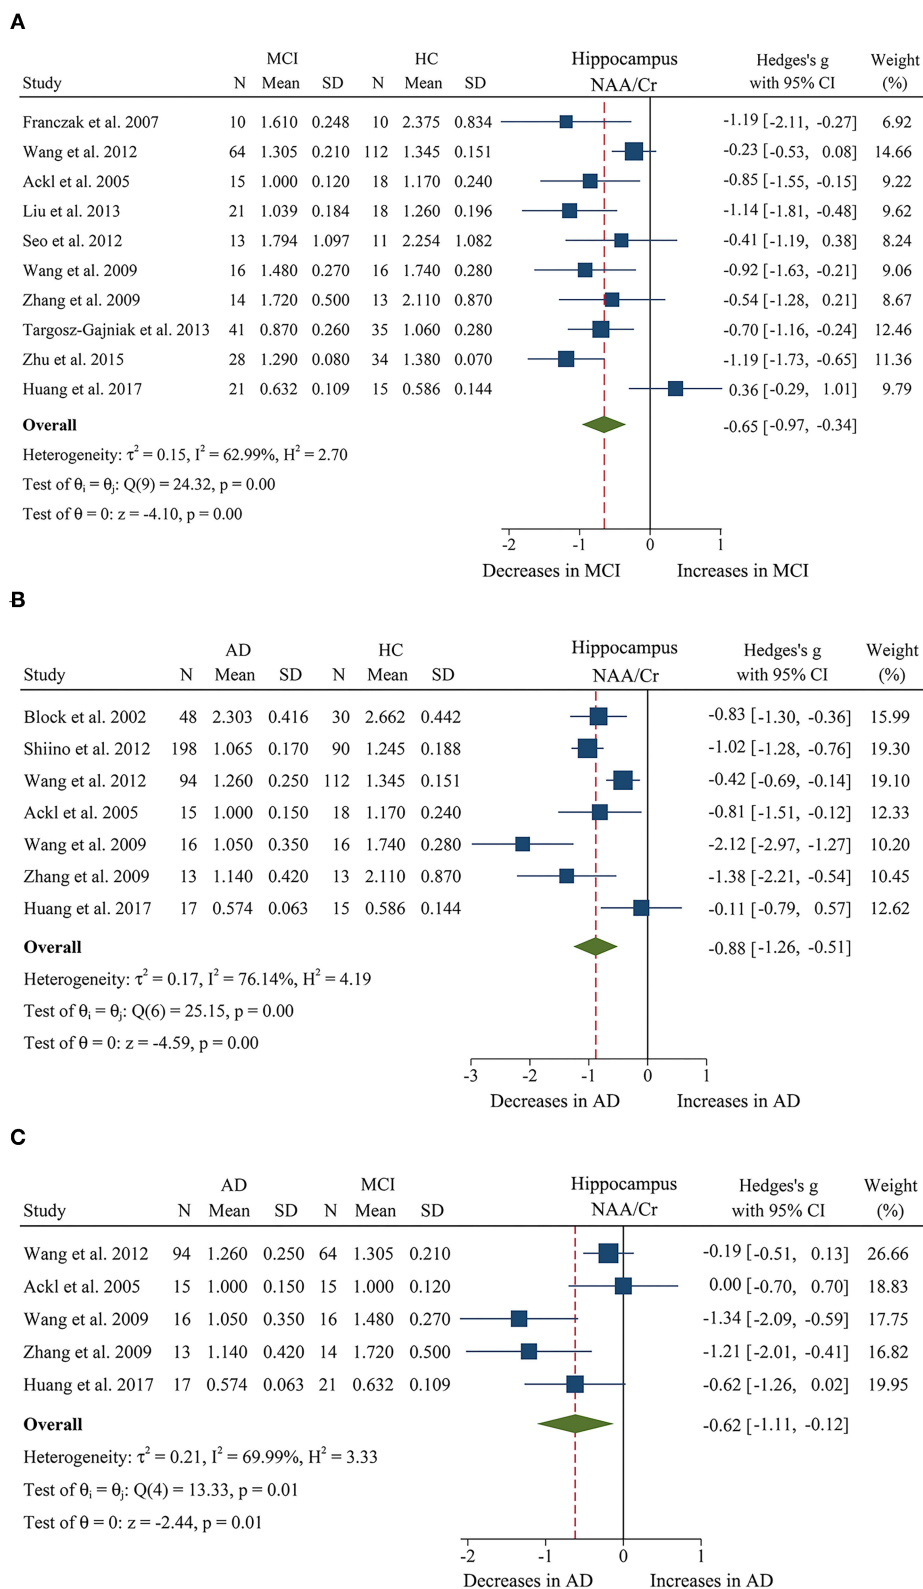 A
MCI HC Hippocampus Hedges's g Weight
Study N Mean SD N Mean SD NAA/Cr with 95% CI (%)
Franczak et al. 2007 10 1.610 0.248 10 2.375 0.834 -1.19 [-2.11, -0.27] 6.92
Wang et al. 2012 64 1.305 0.210 112 1.345 0.151 -0.23 [-0.53, 0.08] 14.66
Ackl et al. 2005 15 1.000 0.120 18 1.170 0.240 -0.85 [-1.55, -0.15] 9.22
Liu et al. 2013 21 1.039 0.184 18 1.260 0.196 -1.14 [-1.81, -0.48] 9.62
Seo et al. 2012 13 1.794 1.097 11 2.254 1.082 -0.41 [-1.19, 0.38] 8.24
Wang et al. 2009 16 1.480 0.270 16 1.740 0.280 -0.92 [-1.63, -0.21] 9.06
Zhang et al. 2009 14 1.720 0.500 13 2.110 0.870 -0.54 [-1.28, 0.21] 8.67
Targosz-Gajniak et al. 2013 41 0.870 0.260 35 1.060 0.280 -0.70 [-1.16, -0.24] 12.46
Zhu et al. 2015 28 1.290 0.080 34 1.380 0.070 -1.19 [-1.73, -0.65] 11.36
Huang et al. 2017 21 0.632 0.109 15 0.586 0.144 0.36 [-0.29, 1.01] 9.79
Overall -0.65 [-0.97, -0.34]
Heterogeneity: τ² = 0.15, I² = 62.99%, H² = 2.70
Test of θi = θj: Q(9) = 24.32, p = 0.00
Test of θ = 0: z = -4.10, p = 0.00
-2 -1 0 1
Decreases in MCI Increases in MCI
B
AD HC Hippocampus Hedges's g Weight
Study N Mean SD N Mean SD NAA/Cr with 95% CI (%)
Block et al. 2002 48 2.303 0.416 30 2.662 0.442 -0.83 [-1.30, -0.36] 15.99
Shiino et al. 2012 198 1.065 0.170 90 1.245 0.188 -1.02 [-1.28, -0.76] 19.30
Wang et al. 2012 94 1.260 0.250 112 1.345 0.151 -0.42 [-0.69, -0.14] 19.10
Ackl et al. 2005 15 1.000 0.150 18 1.170 0.240 -0.81 [-1.51, -0.12] 12.33
Wang et al. 2009 16 1.050 0.350 16 1.740 0.280 -2.12 [-2.97, -1.27] 10.20
Zhang et al. 2009 13 1.140 0.420 13 2.110 0.870 -1.38 [-2.21, -0.54] 10.45
Huang et al. 2017 17 0.574 0.063 15 0.586 0.144 -0.11 [-0.79, 0.57] 12.62
Overall -0.88 [-1.26, -0.51]
Heterogeneity: τ² = 0.17, I² = 76.14%, H² = 4.19
Test of θi = θj: Q(6) = 25.15, p = 0.00
Test of θ = 0: z = -4.59, p = 0.00
-3 -2 -1 0 1
Decreases in AD Increases in AD
C
AD MCI Hippocampus Hedges's g Weight
Study N Mean SD N Mean SD NAA/Cr with 95% CI (%)
Wang et al. 2012 94 1.260 0.250 64 1.305 0.210 -0.19 [-0.51, 0.13] 26.66
Ackl et al. 2005 15 1.000 0.150 15 1.000 0.120 0.00 [-0.70, 0.70] 18.83
Wang et al. 2009 16 1.050 0.350 16 1.480 0.270 -1.34 [-2.09, -0.59] 17.75
Zhang et al. 2009 13 1.140 0.420 14 1.720 0.500 -1.21 [-2.01, -0.41] 16.82
Huang et al. 2017 17 0.574 0.063 21 0.632 0.109 -0.62 [-1.26, 0.02] 19.95
Overall -0.62 [-1.11, -0.12]
Heterogeneity: τ² = 0.21, I² = 69.99%, H² = 3.33
Test of θi = θj: Q(4) = 13.33, p = 0.01
Test of θ = 0: z = -2.44, p = 0.01
-2 -1 0 1
Decreases in AD Increases in AD